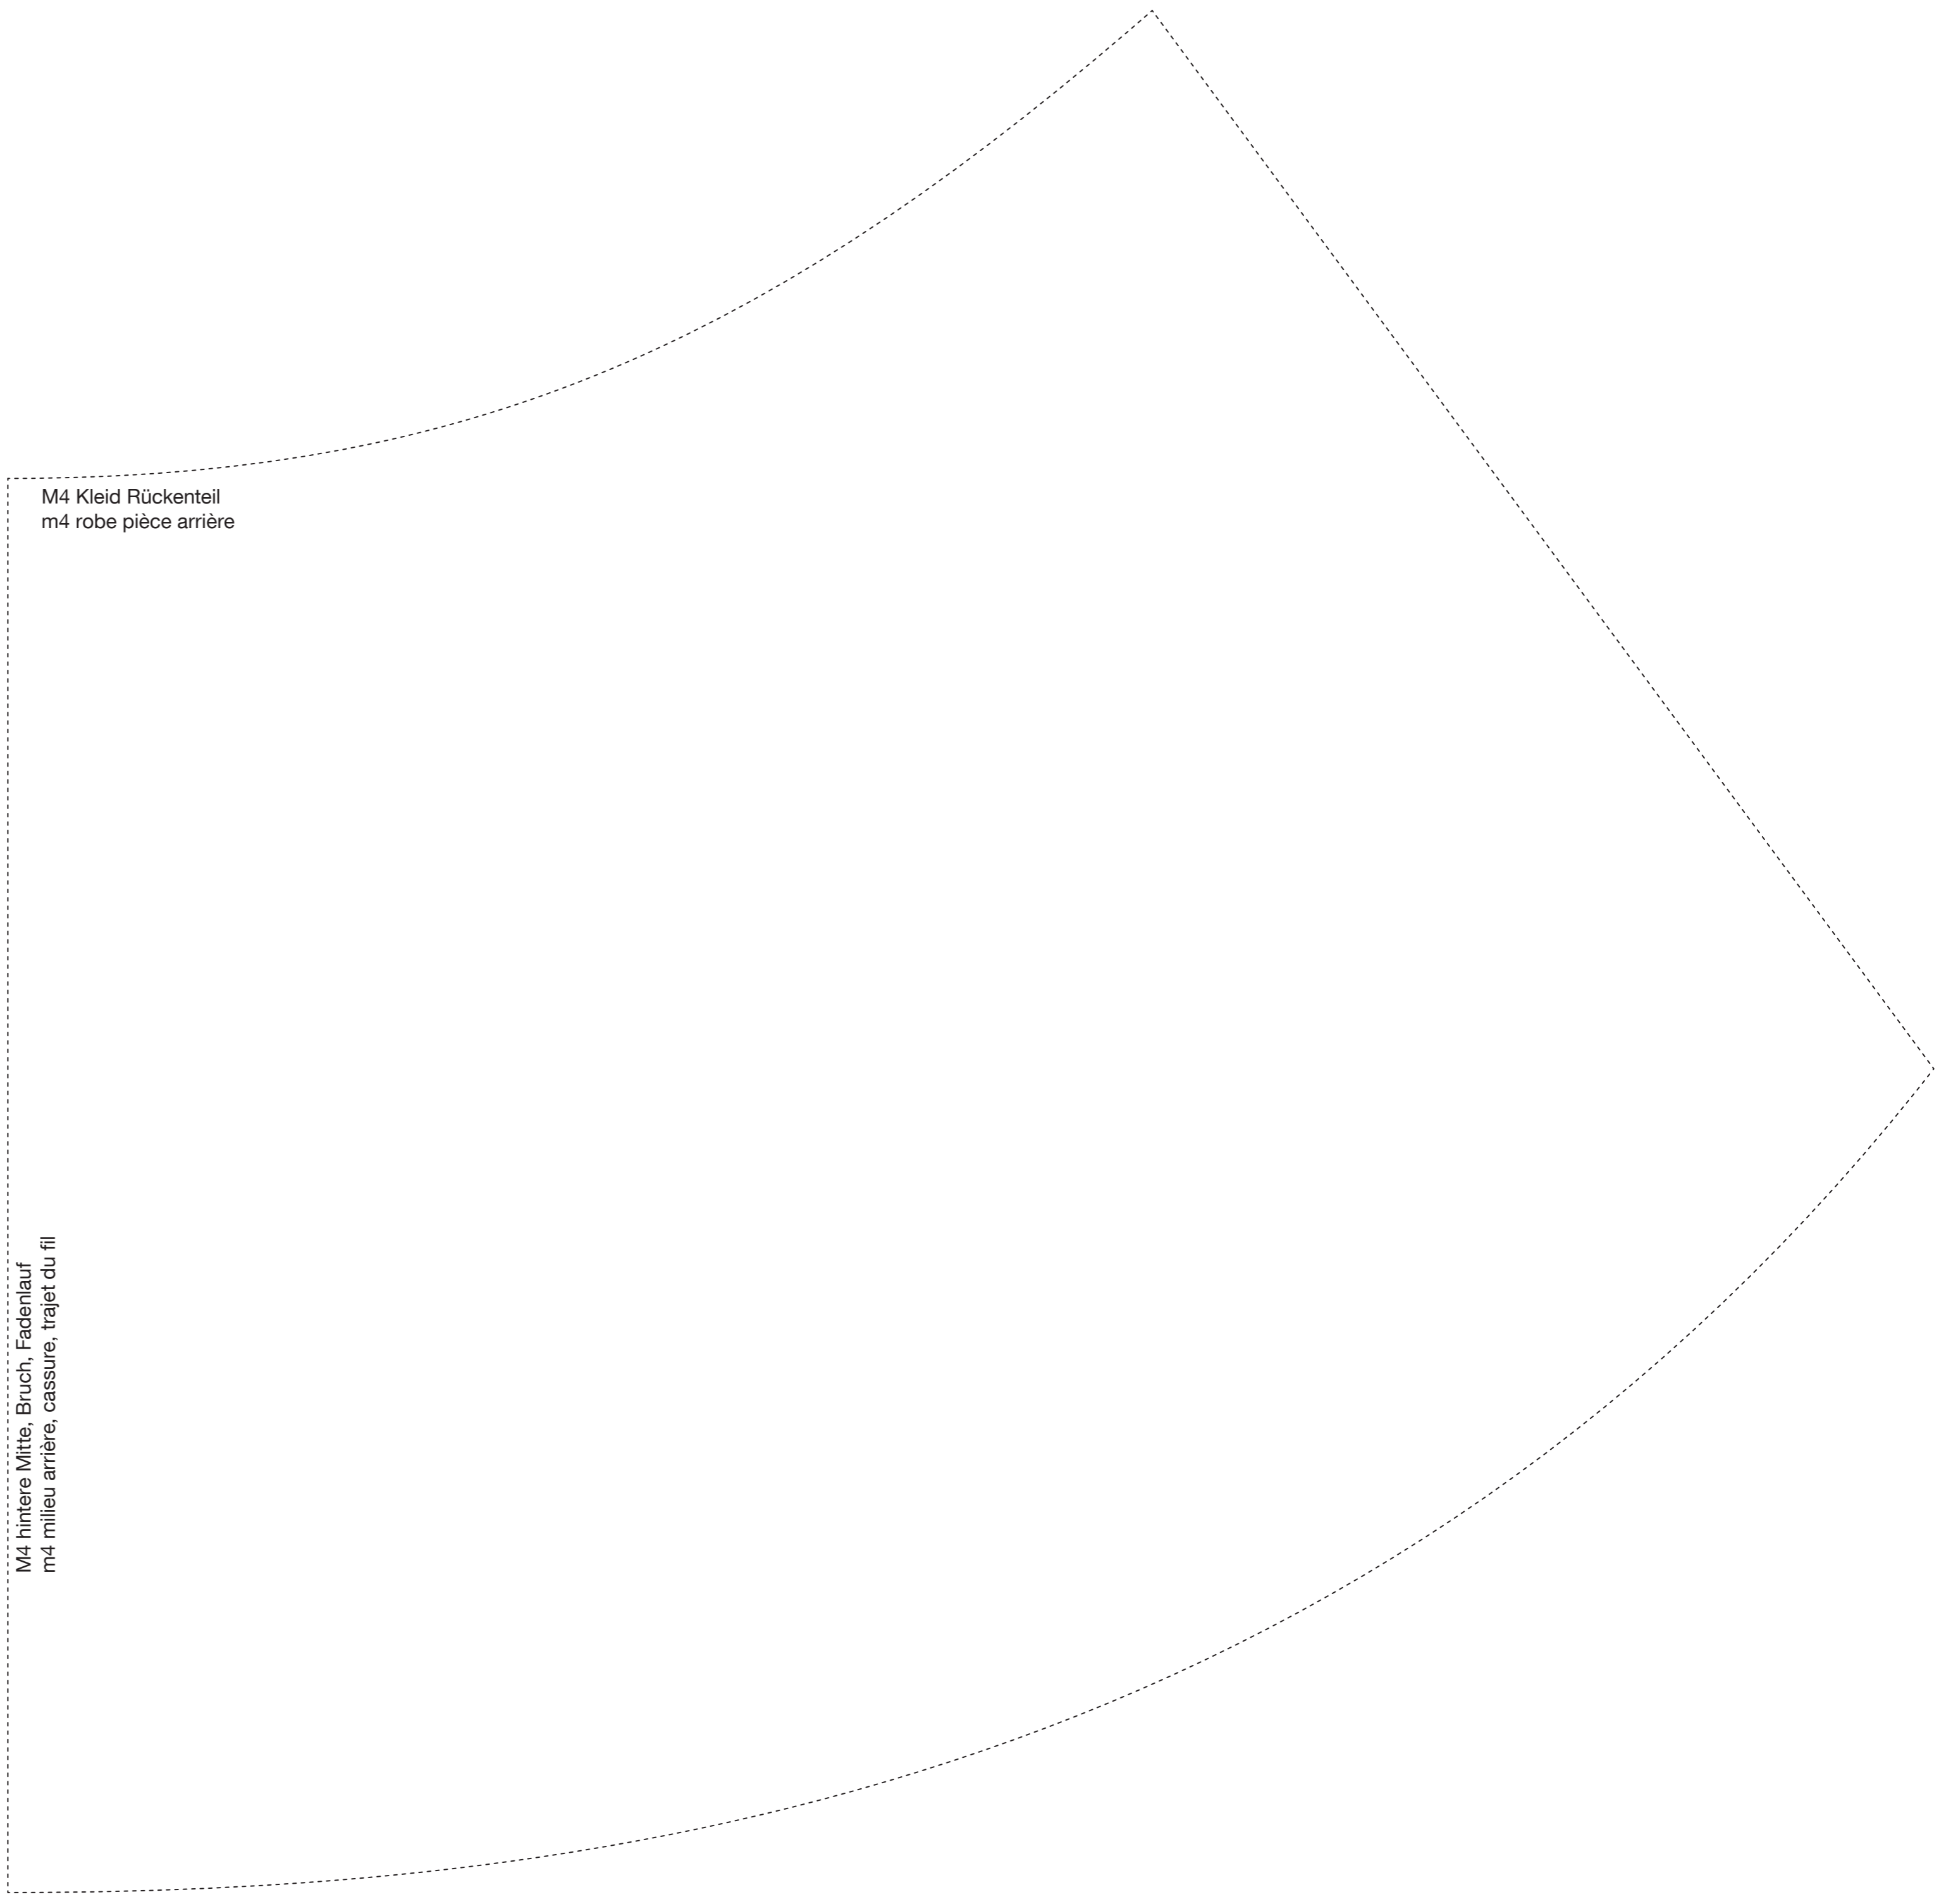 M4 Kleid Rückenteil
m4 robe pièce arrière
M4 hintere Mitte, Bruch, Fadenlauf
m4 milieu arrière, cassure, trajet du fil